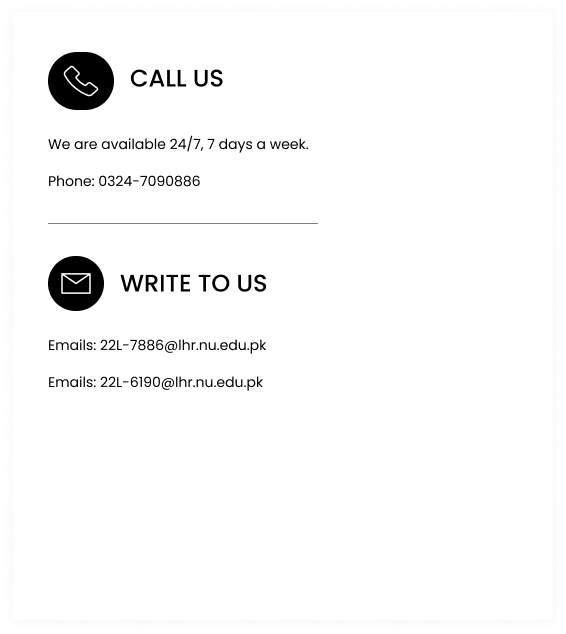 CALL US
We are available 24/7, 7 days a week.
Phone: 0324-7090886
WRITE TO US
Emails: 22L-7886@lhr.nu.edu.pk
Emails: 22L-6190@lhr.nu.edu.pk